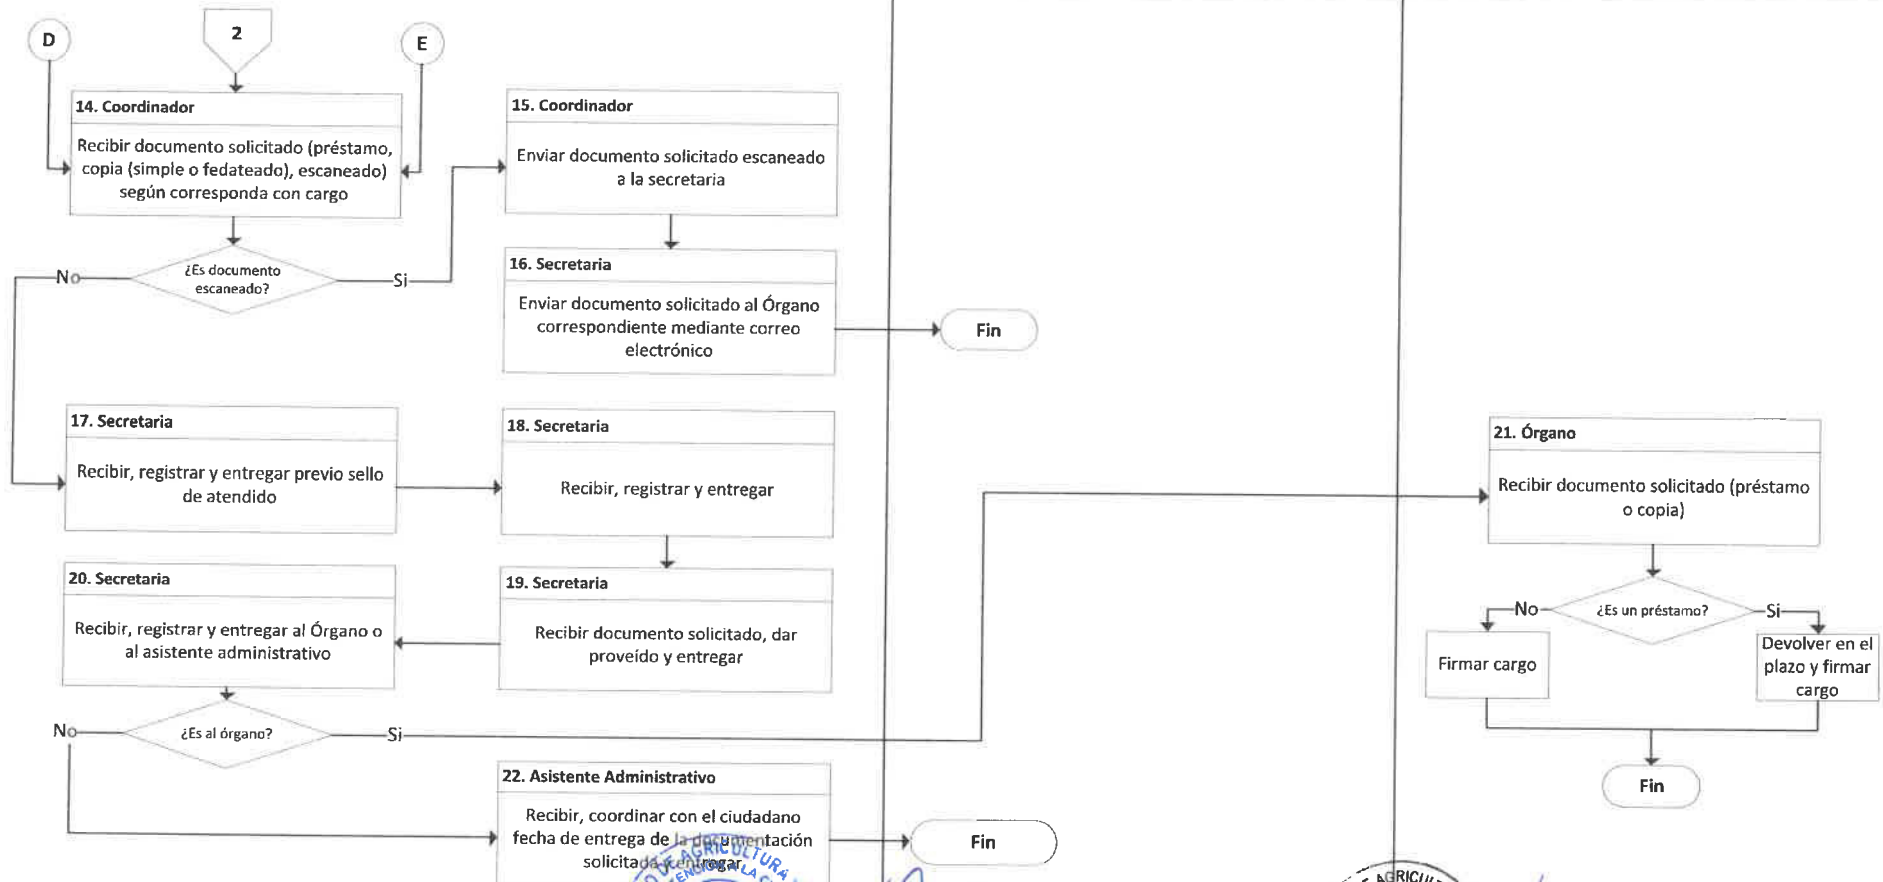 D
2
E
14. Coordinador
Recibir documento solicitado (préstamo,
copia (simple o fedateado), escaneado)
según corresponda con cargo
15. Coordinador
Enviar documento solicitado escaneado
a la secretaria
¿Es documento
escaneado?
No
Si
16. Secretaria
Enviar documento solicitado al Órgano
correspondiente mediante correo
electrónico
Fin
17. Secretaria
Recibir, registrar y entregar previo sello
de atendido
18. Secretaria
Recibir, registrar y entregar
19. Secretaria
Recibir documento solicitado, dar
proveído y entregar
20. Secretaria
Recibir, registrar y entregar al Órgano o
al asistente administrativo
¿Es al órgano?
No
Si
21. Órgano
Recibir documento solicitado (préstamo
o copia)
¿Es un préstamo?
No
Si
Firmar cargo
Devolver en el
plazo y firmar
cargo
Fin
22. Asistente Administrativo
Recibir, coordinar con el ciudadano
fecha de entrega de la documentación
solicitada y entregar
Fin
DE AGRICULTURA